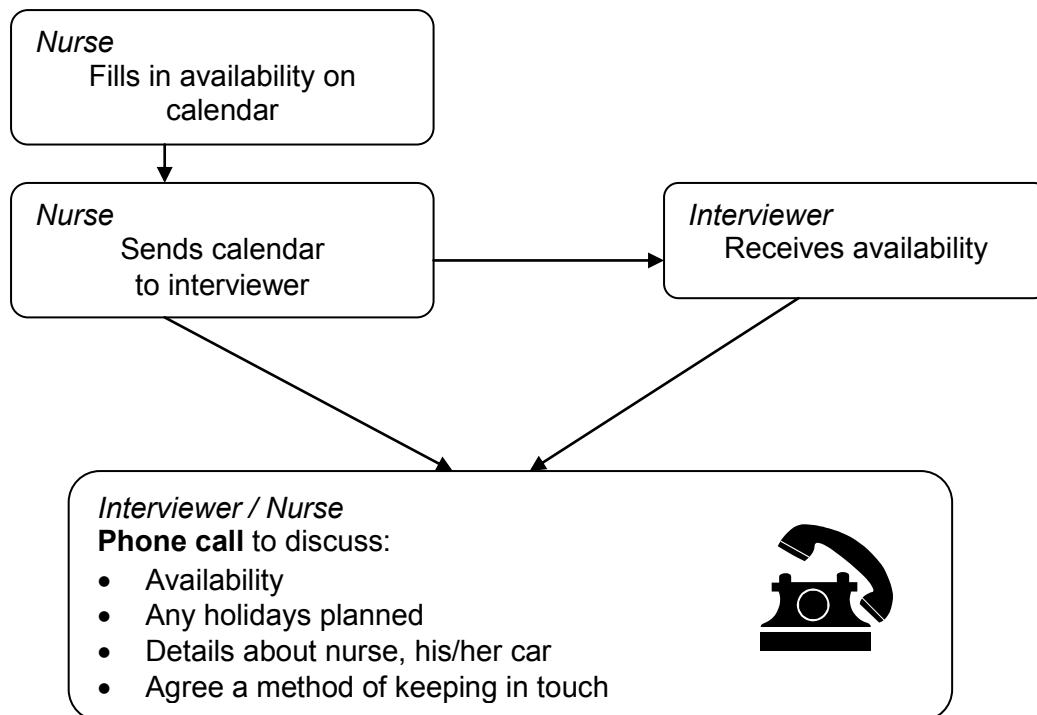 Nurse
Fills in availability on
calendar
Nurse
Sends calendar
to interviewer
Interviewer
Receives availability
Interviewer / Nurse
Phone call to discuss:
• Availability
• Any holidays planned
• Details about nurse, his/her car
• Agree a method of keeping in touch